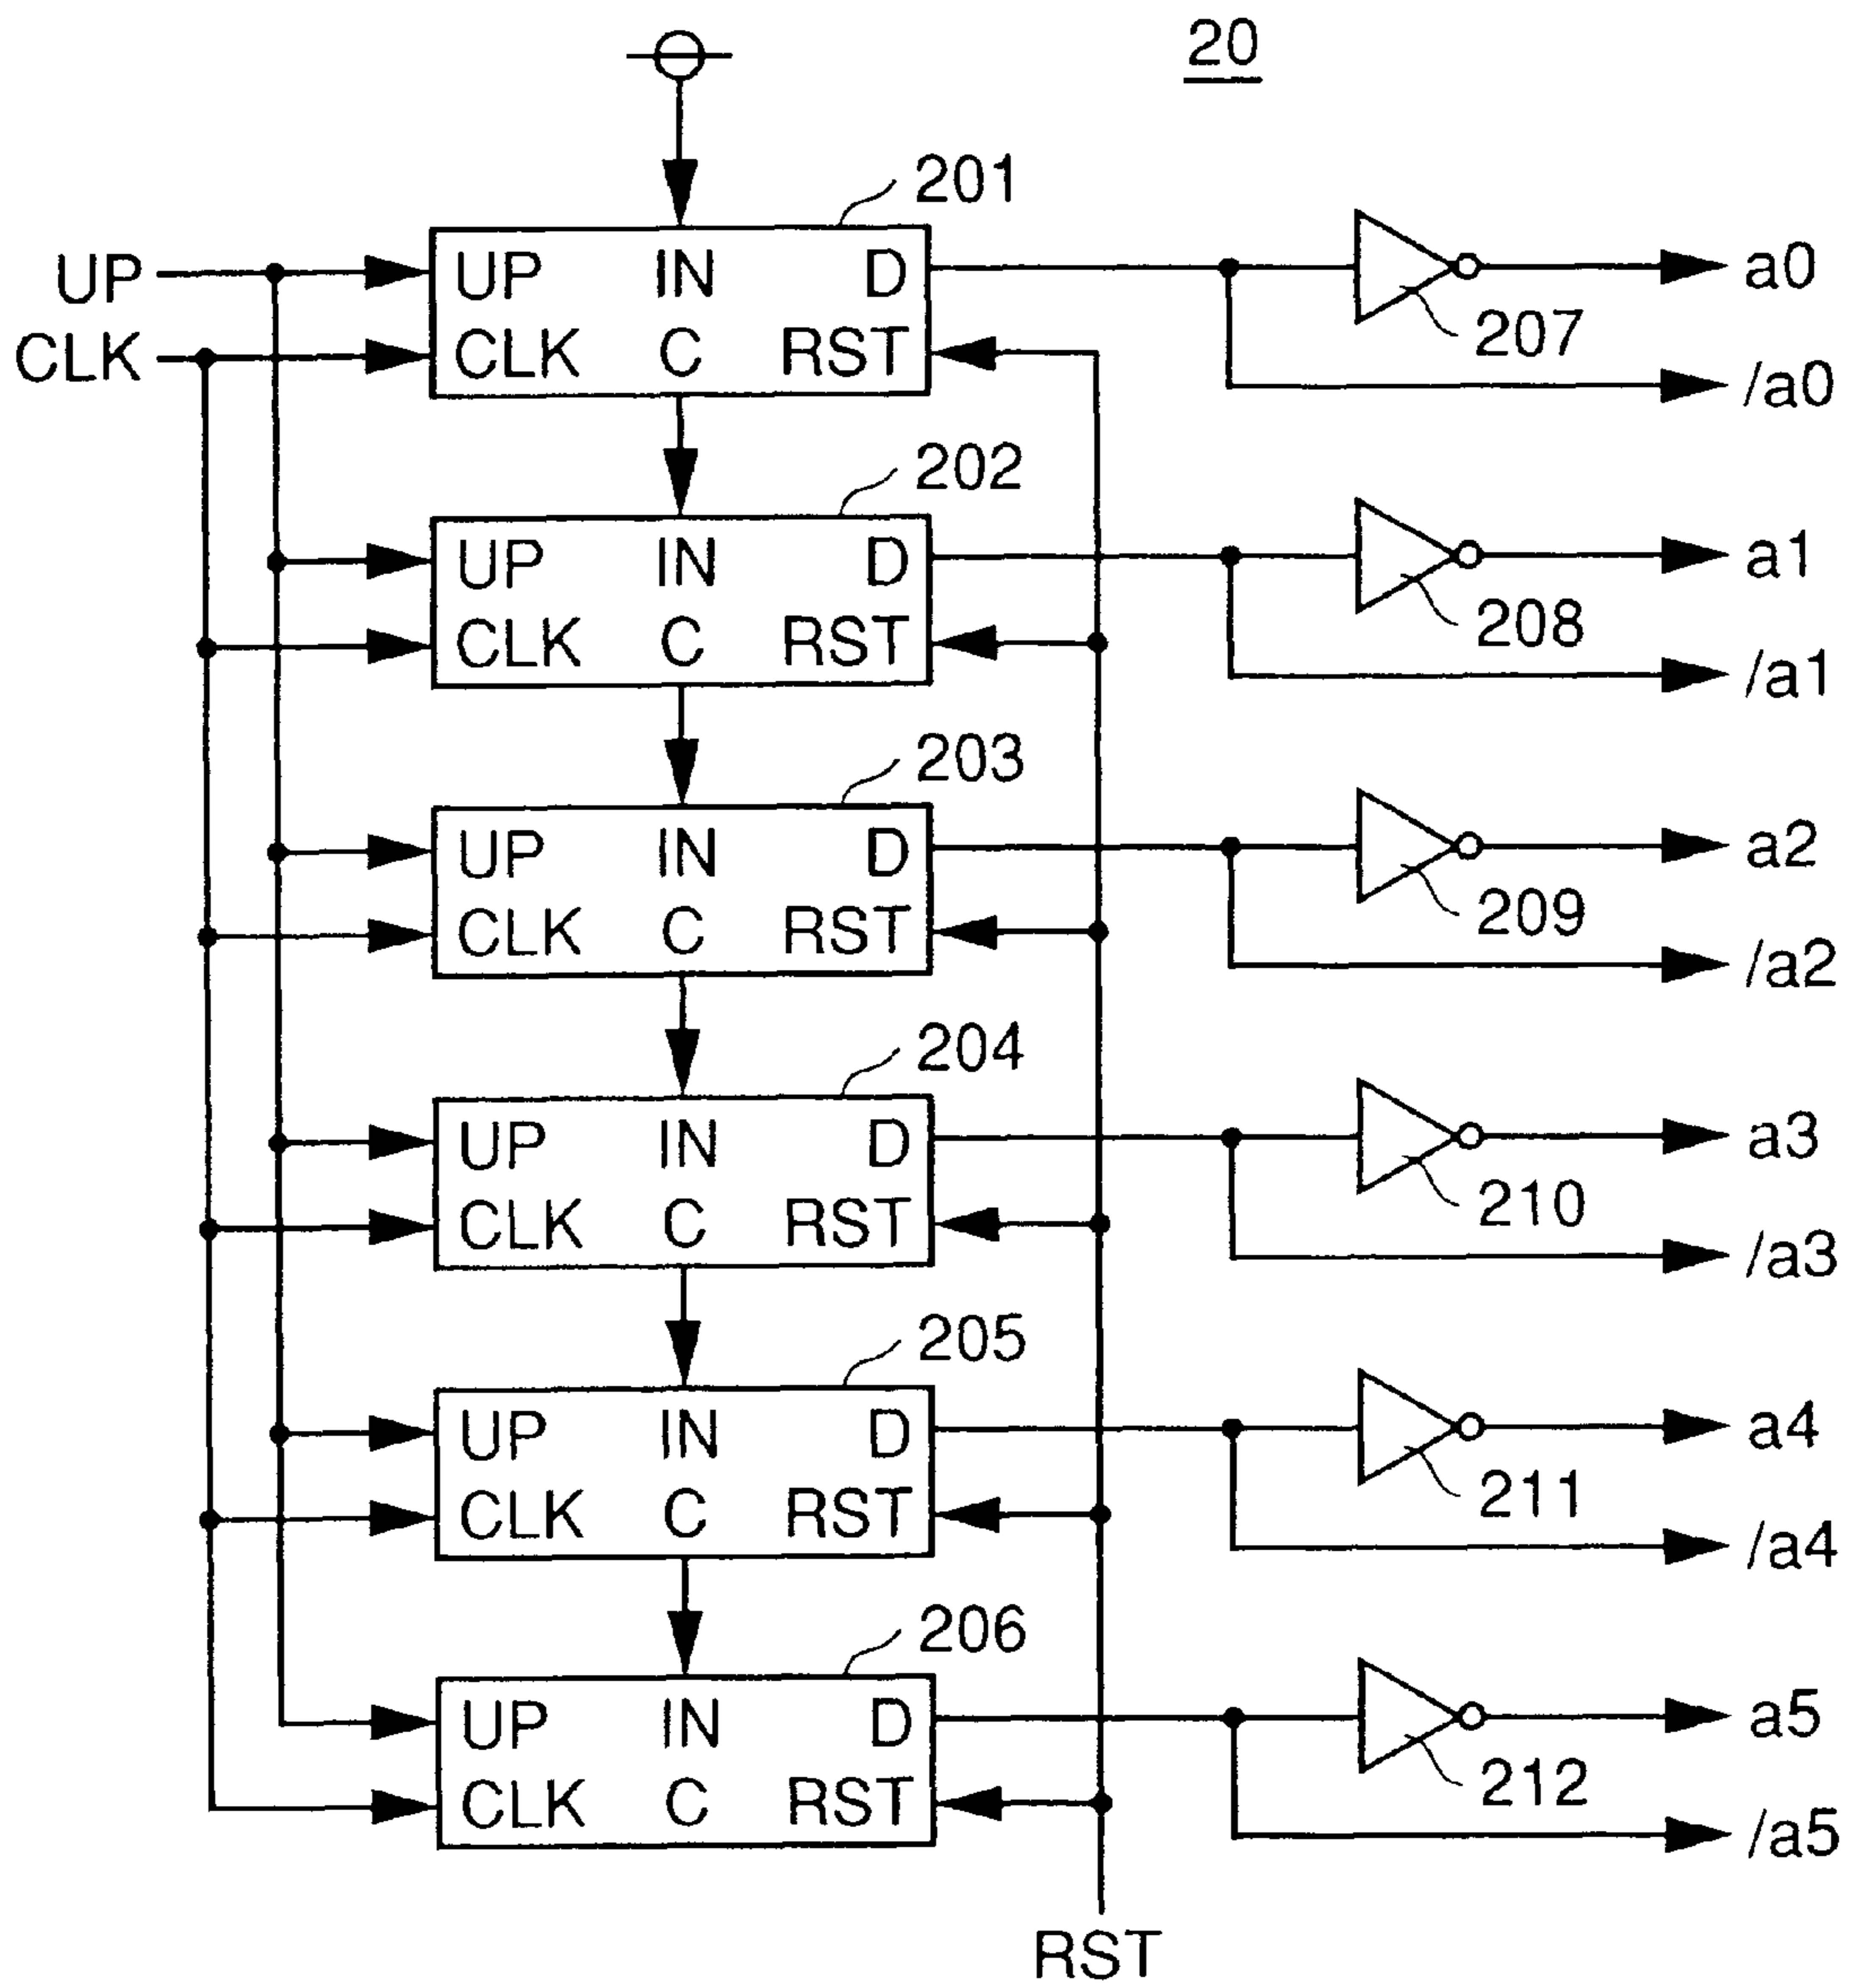 20
201
UP IN D
CLK C RST
UP
CLK
a0
207
/a0
202
UP IN D
CLK C RST
a1
208
/a1
203
UP IN D
CLK C RST
a2
209
/a2
204
UP IN D
CLK C RST
a3
210
/a3
205
UP IN D
CLK C RST
a4
211
/a4
206
UP IN D
CLK C RST
a5
212
/a5
RST